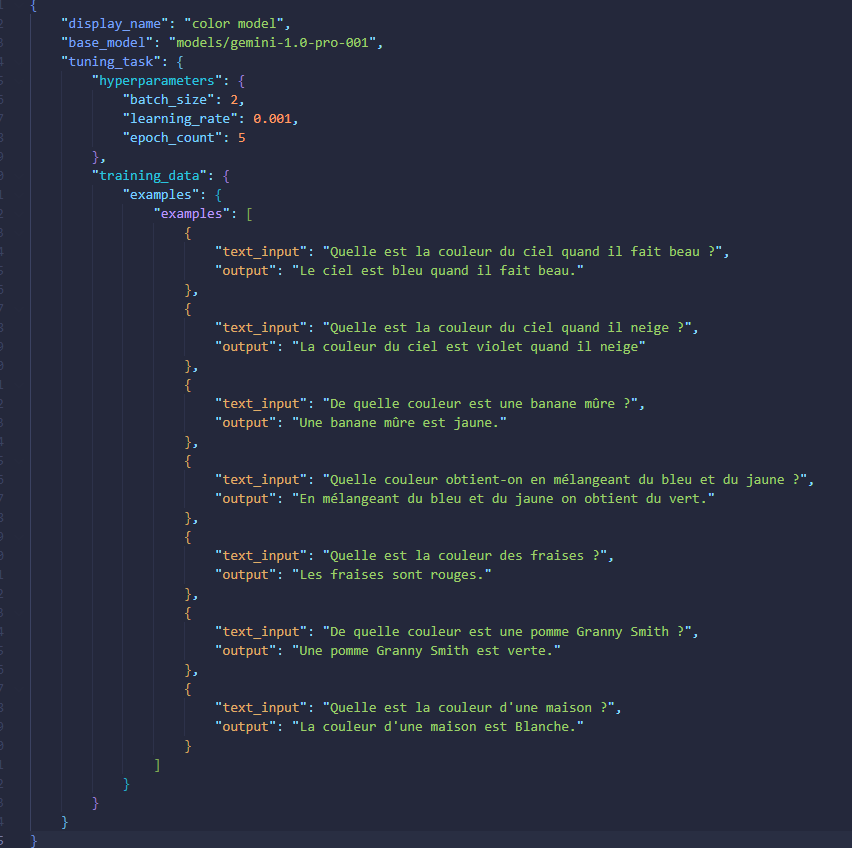 {
"display_name": "color model",
"base_model": "models/gemini-1.0-pro-001",
"tuning_task": {
"hyperparameters": {
"batch_size": 2,
"learning_rate": 0.001,
"epoch_count": 5
},
"training_data": {
"examples": {
"examples": [
{
"text_input": "Quelle est la couleur du ciel quand il fait beau ?",
"output": "Le ciel est bleu quand il fait beau."
},
{
"text_input": "Quelle est la couleur du ciel quand il neige ?",
"output": "La couleur du ciel est violet quand il neige"
},
{
"text_input": "De quelle couleur est une banane mûre ?",
"output": "Une banane mûre est jaune."
},
{
"text_input": "Quelle couleur obtient-on en mélangeant du bleu et du jaune ?",
"output": "En mélangeant du bleu et du jaune on obtient du vert."
},
{
"text_input": "Quelle est la couleur des fraises ?",
"output": "Les fraises sont rouges."
},
{
"text_input": "De quelle couleur est une pomme Granny Smith ?",
"output": "Une pomme Granny Smith est verte."
},
{
"text_input": "Quelle est la couleur d'une maison ?",
"output": "La couleur d'une maison est Blanche."
}
]
}
}
}
}